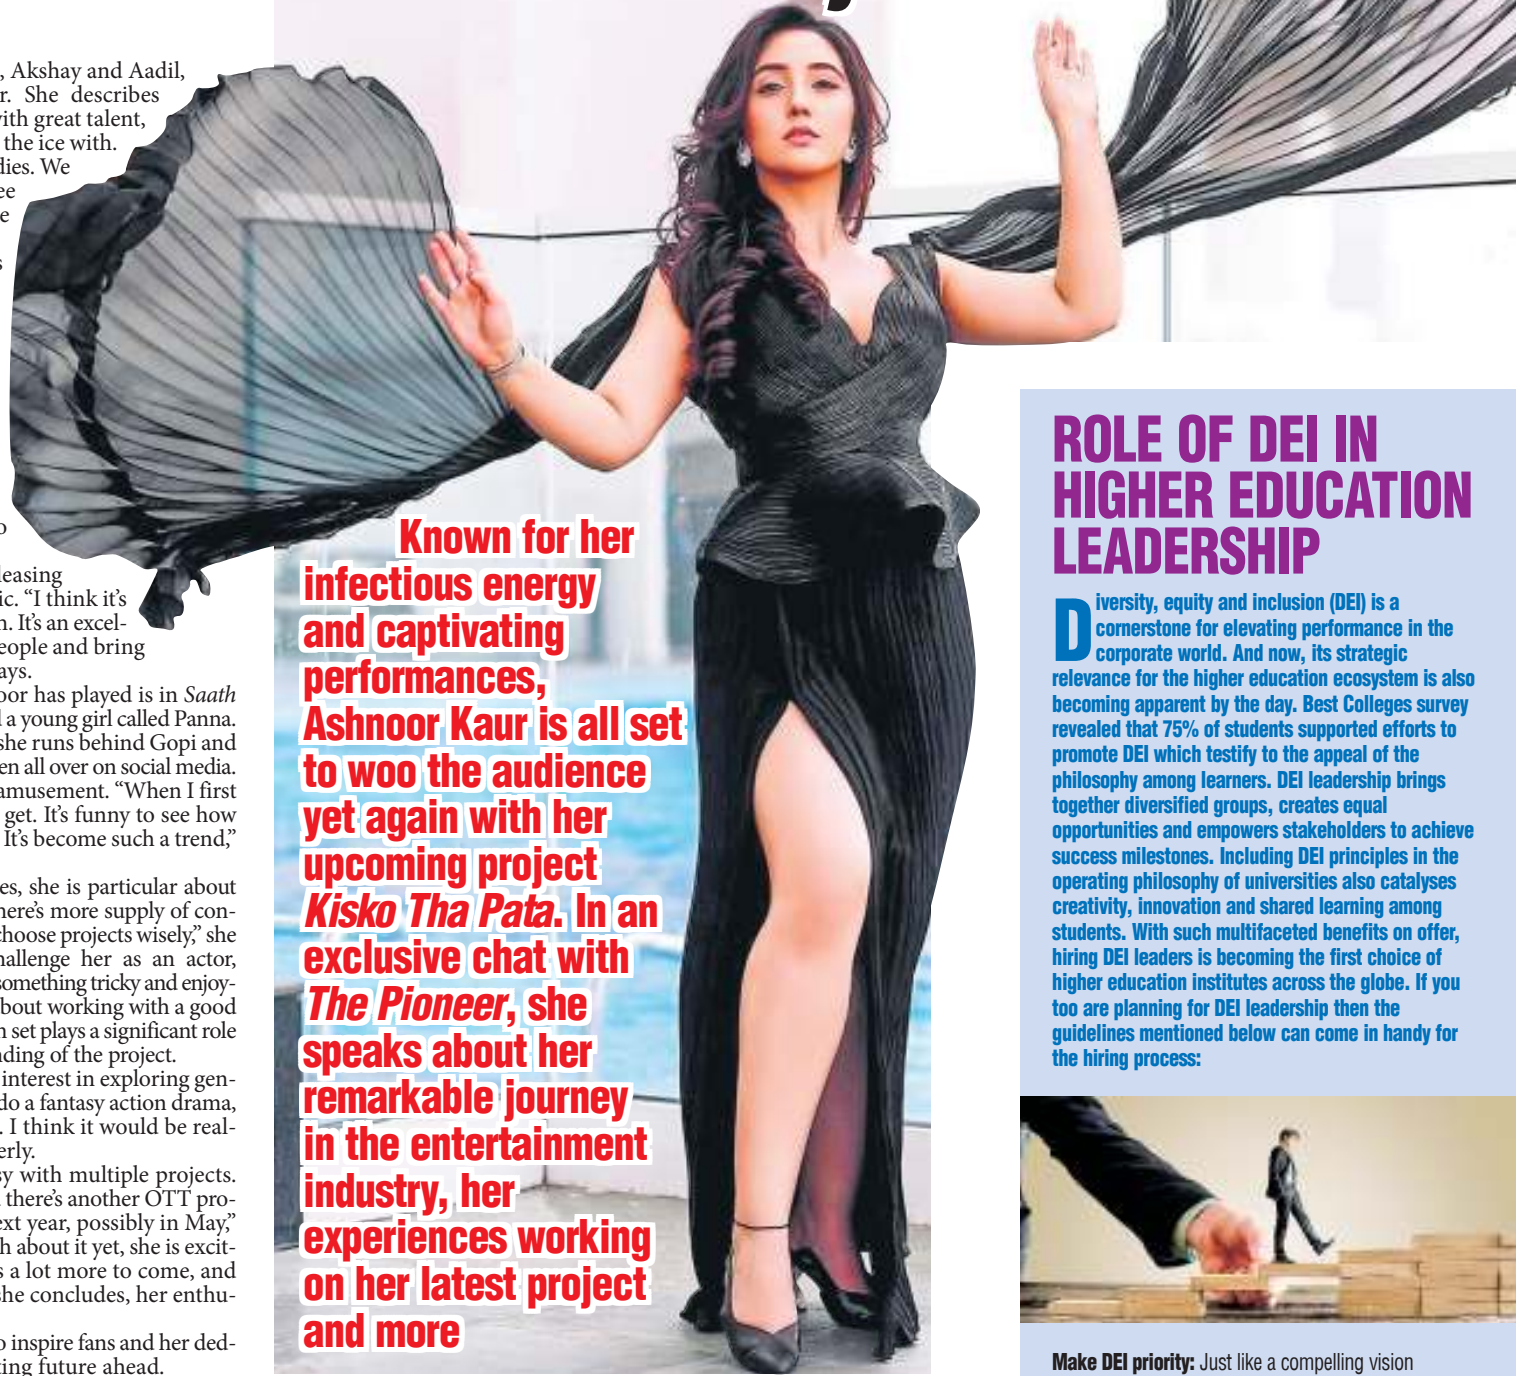 , Akshay and Aadil,
r. She describes
ith great talent,
the ice with.
dies. We
ee
e
s
o
leasing
ic. “I think it’s
n. It’s an excel-
eople and bring
ays.
oor has played is in Saath
l a young girl called Panna.
she runs behind Gopi and
en all over on social media.
amusement. “When I first
get. It’s funny to see how
It’s become such a trend,”
es, she is particular about
here’s more supply of con-
choose projects wisely,” she
hallenge her as an actor,
something tricky and enjoy-
bout working with a good
n set plays a significant role
nding of the project.
interest in exploring gen-
do a fantasy action drama,
. I think it would be real-
erly.
sy with multiple projects.
there’s another OTT pro-
ext year, possibly in May,”
h about it yet, she is excit-
s a lot more to come, and
she concludes, her enthu-
o inspire fans and her ded-
ting future ahead.
Known for her
infectious energy
and captivating
performances,
Ashnoor Kaur is all set
to woo the audience
yet again with her
upcoming project
Kisko Tha Pata. In an
exclusive chat with
The Pioneer, she
speaks about her
remarkable journey
in the entertainment
industry, her
experiences working
on her latest project
and more
ROLE OF DEI IN
HIGHER EDUCATION
LEADERSHIP
Diversity, equity and inclusion (DEI) is a
cornerstone for elevating performance in the
corporate world. And now, its strategic
relevance for the higher education ecosystem is also
becoming apparent by the day. Best Colleges survey
revealed that 75% of students supported efforts to
promote DEI which testify to the appeal of the
philosophy among learners. DEI leadership brings
together diversified groups, creates equal
opportunities and empowers stakeholders to achieve
success milestones. Including DEI principles in the
operating philosophy of universities also catalyses
creativity, innovation and shared learning among
students. With such multifaceted benefits on offer,
hiring DEI leaders is becoming the first choice of
higher education institutes across the globe. If you
too are planning for DEI leadership then the
guidelines mentioned below can come in handy for
the hiring process:
Make DEI priority: Just like a compelling vision